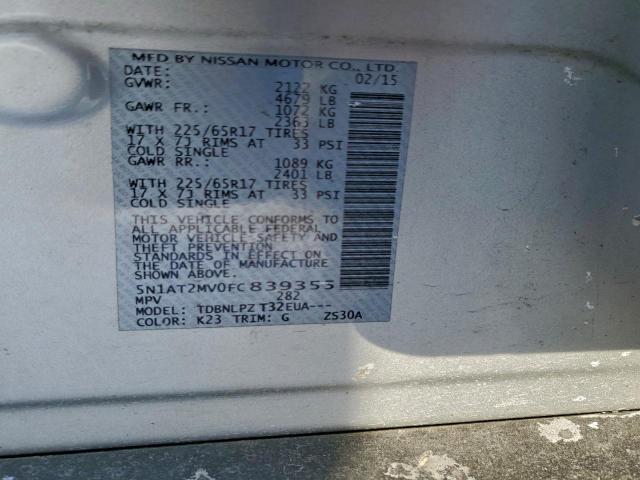 MFD BY NISSAN MOTOR CO., LTD.
DATE: 02/15
GVWR: 2122 KG
4679 LB
GAWR FR.: 1072 KG
2363 LB
WITH 225/65R17 TIRES
17 X 7J RIMS AT 33 PSI
COLD SINGLE
GAWR RR.: 1089 KG
2401 LB
WITH 225/65R17 TIRES
17 X 7J RIMS AT 33 PSI
COLD SINGLE
THIS VEHICLE CONFORMS TO
ALL APPLICABLE FEDERAL
MOTOR VEHICLE SAFETY AND
THEFT PREVENTION
STANDARDS IN EFFECT ON
THE DATE OF MANUFACTURE
SHOWN ABOVE.
5N1AT2MV0FC839353
MPV 282
MODEL: TDBNLPZ T32EUA---
COLOR: K23 TRIM: G ZS30A